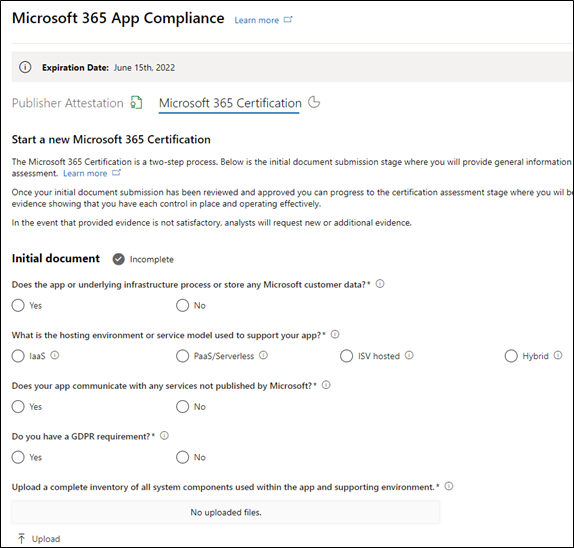 Microsoft 365 App Compliance Learn more
Expiration Date: June 15th, 2022
Publisher Attestation Microsoft 365 Certification
Start a new Microsoft 365 Certification
The Microsoft 365 Certification is a two-step process. Below is the initial document submission stage where you will provide general information
assessment. Learn more
Once your initial document submission has been reviewed and approved you can progress to the certification assessment stage where you wil be
evidence showing that you have each control in place and operating effectively.
In the event that provided evidence is not satisfactory, analysts will request new or additional evidence.
Initial document Incomplete
Does the app or underlying infrastructure process or store any Microsoft customer data?*
Yes No
What is the hosting environment or service model used to support your app?*
IaaS PaaS/Serverless ISV hosted Hybrid
Does your app communicate with any services not published by Microsoft?*
Yes No
Do you have a GDPR requirement?*
Yes No
Upload a complete inventory of all system components used within the app and supporting environment.*
No uploaded files.
Upload